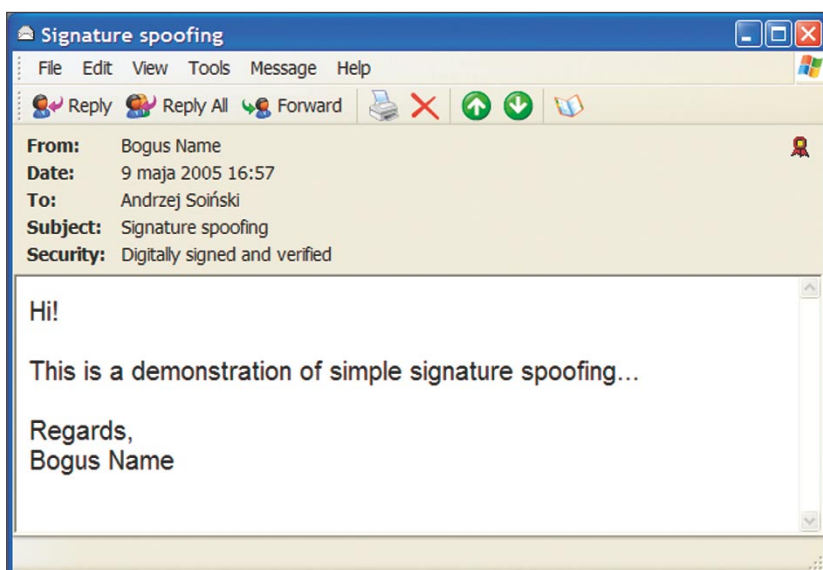 Signature spoofing
File Edit View Tools Message Help
Reply Reply All Forward
From: Bogus Name
Date: 9 maja 2005 16:57
To: Andrzej Soiński
Subject: Signature spoofing
Security: Digitally signed and verified
Hi!
This is a demonstration of simple signature spoofing...
Regards,
Bogus Name